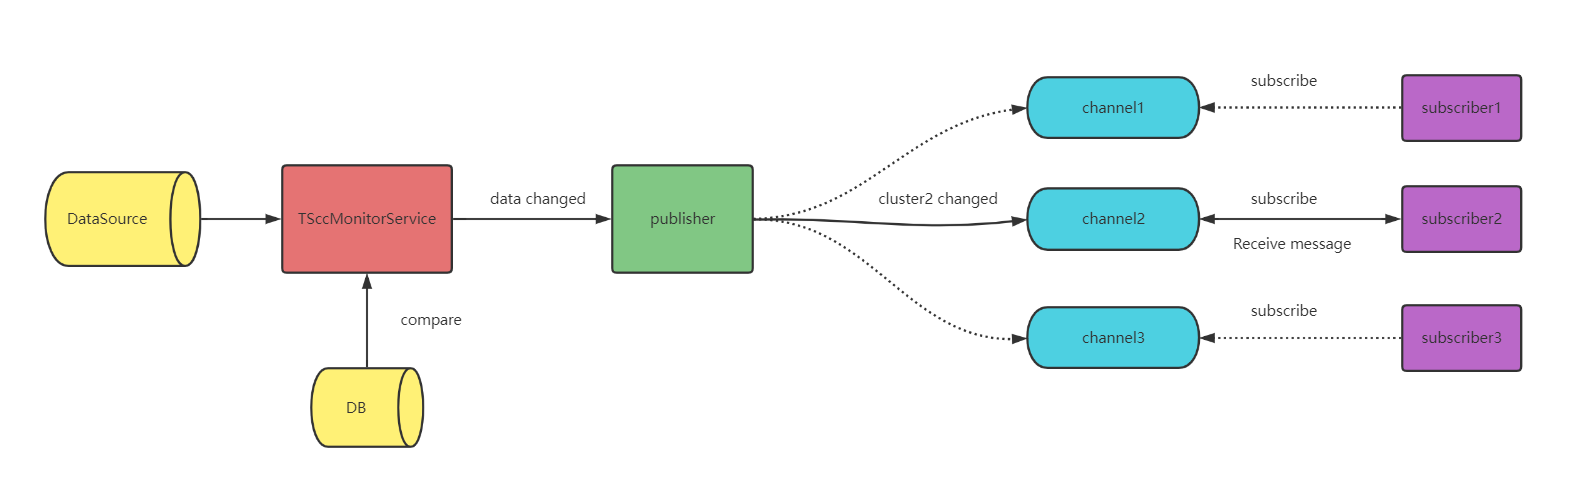 subscribe
channel1
subscriber1
data changed
cluster2 changed
subscribe
DataSource
TSccMonitorService
publisher
channel2
subscriber2
Receive message
subscribe
compare
channel3
subscriber3
DB